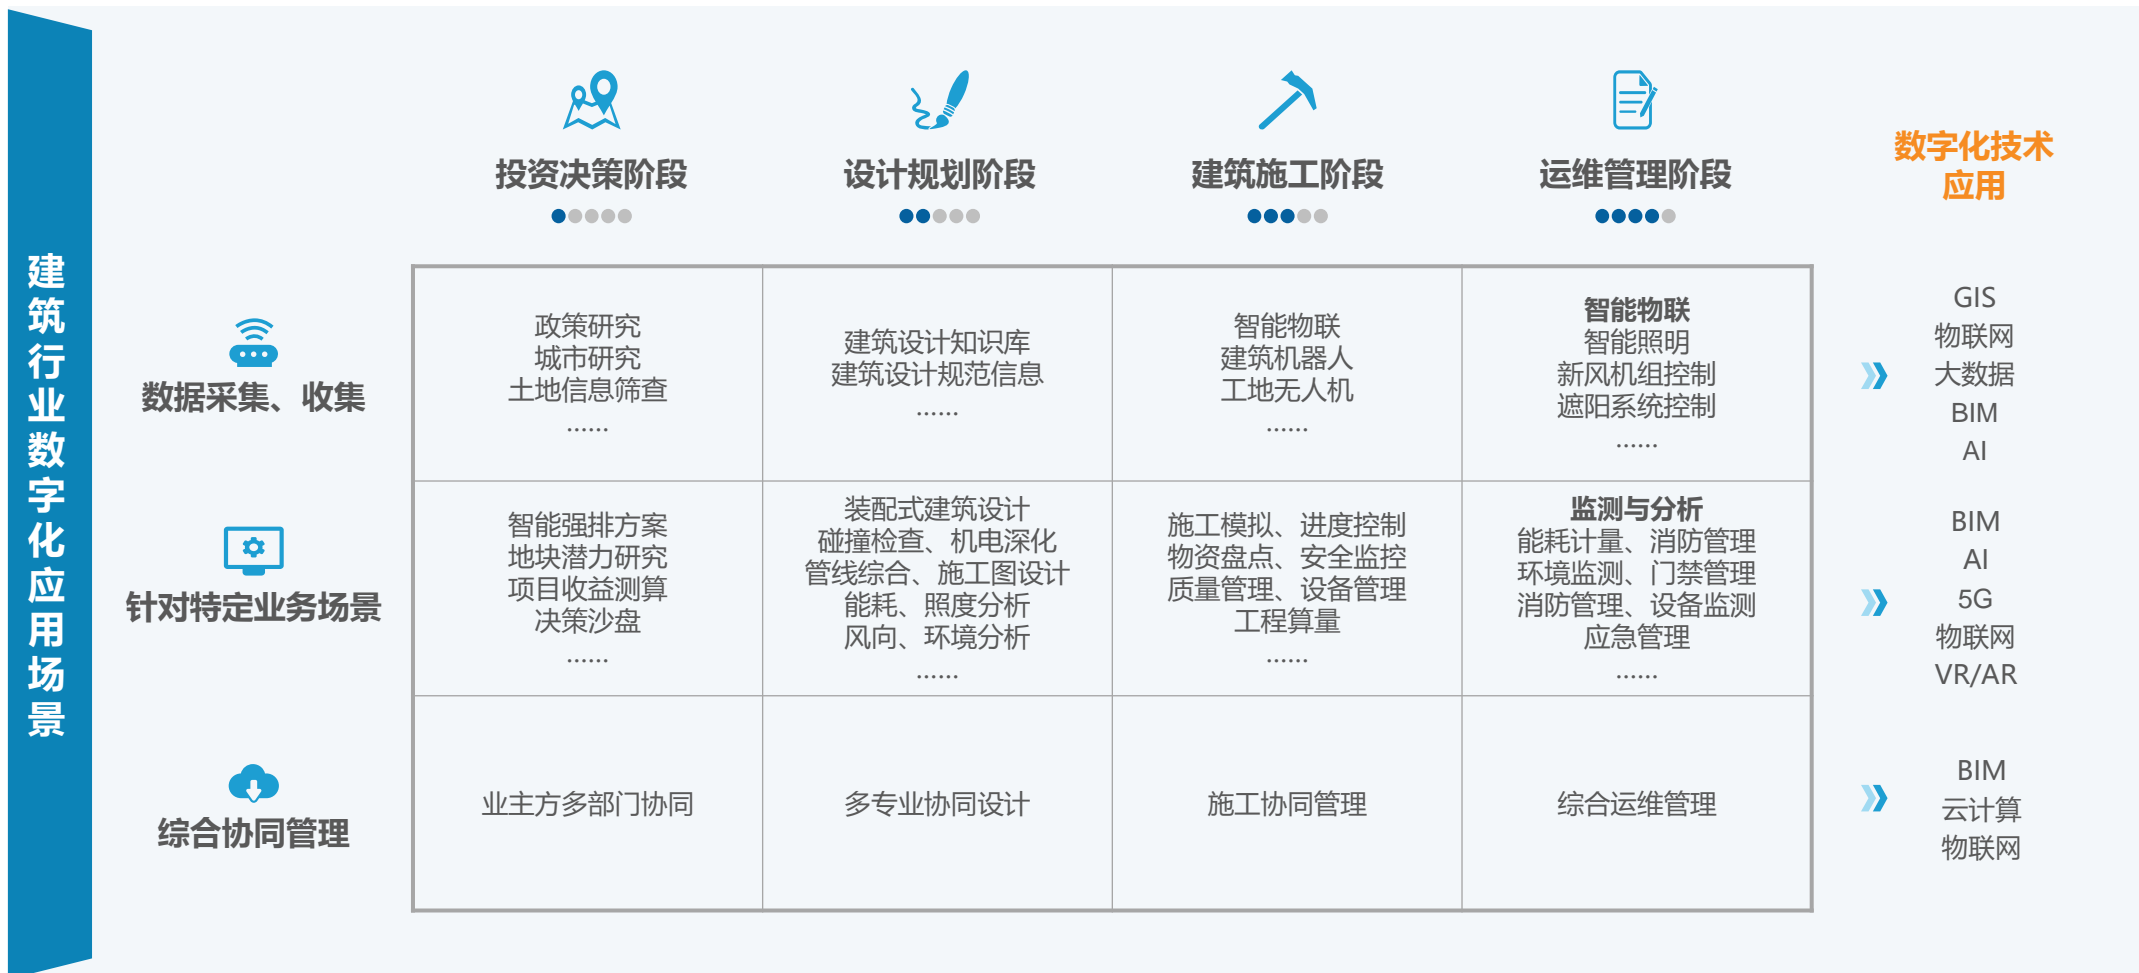 建筑行业数字化应用场景
投资决策阶段
设计规划阶段
建筑施工阶段
运维管理阶段
数字化技术
应用
数据采集、收集
政策研究
城市研究
土地信息筛查
......
建筑设计知识库
建筑设计规范信息
......
智能物联
建筑机器人
工地无人机
......
智能物联
智能照明
新风机组控制
遮阳系统控制
......
GIS
物联网
大数据
BIM
AI
针对特定业务场景
智能强排方案
地块潜力研究
项目收益测算
决策沙盘
......
装配式建筑设计
碰撞检查、机电深化
管线综合、施工图设计
能耗、照度分析
风向、环境分析
......
施工模拟、进度控制
物资盘点、安全监控
质量管理、设备管理
工程算量
......
监测与分析
能耗计量、消防管理
环境监测、门禁管理
消防管理、设备监测
应急管理
......
BIM
AI
5G
物联网
VR/AR
综合协同管理
业主方多部门协同
多专业协同设计
施工协同管理
综合运维管理
BIM
云计算
物联网